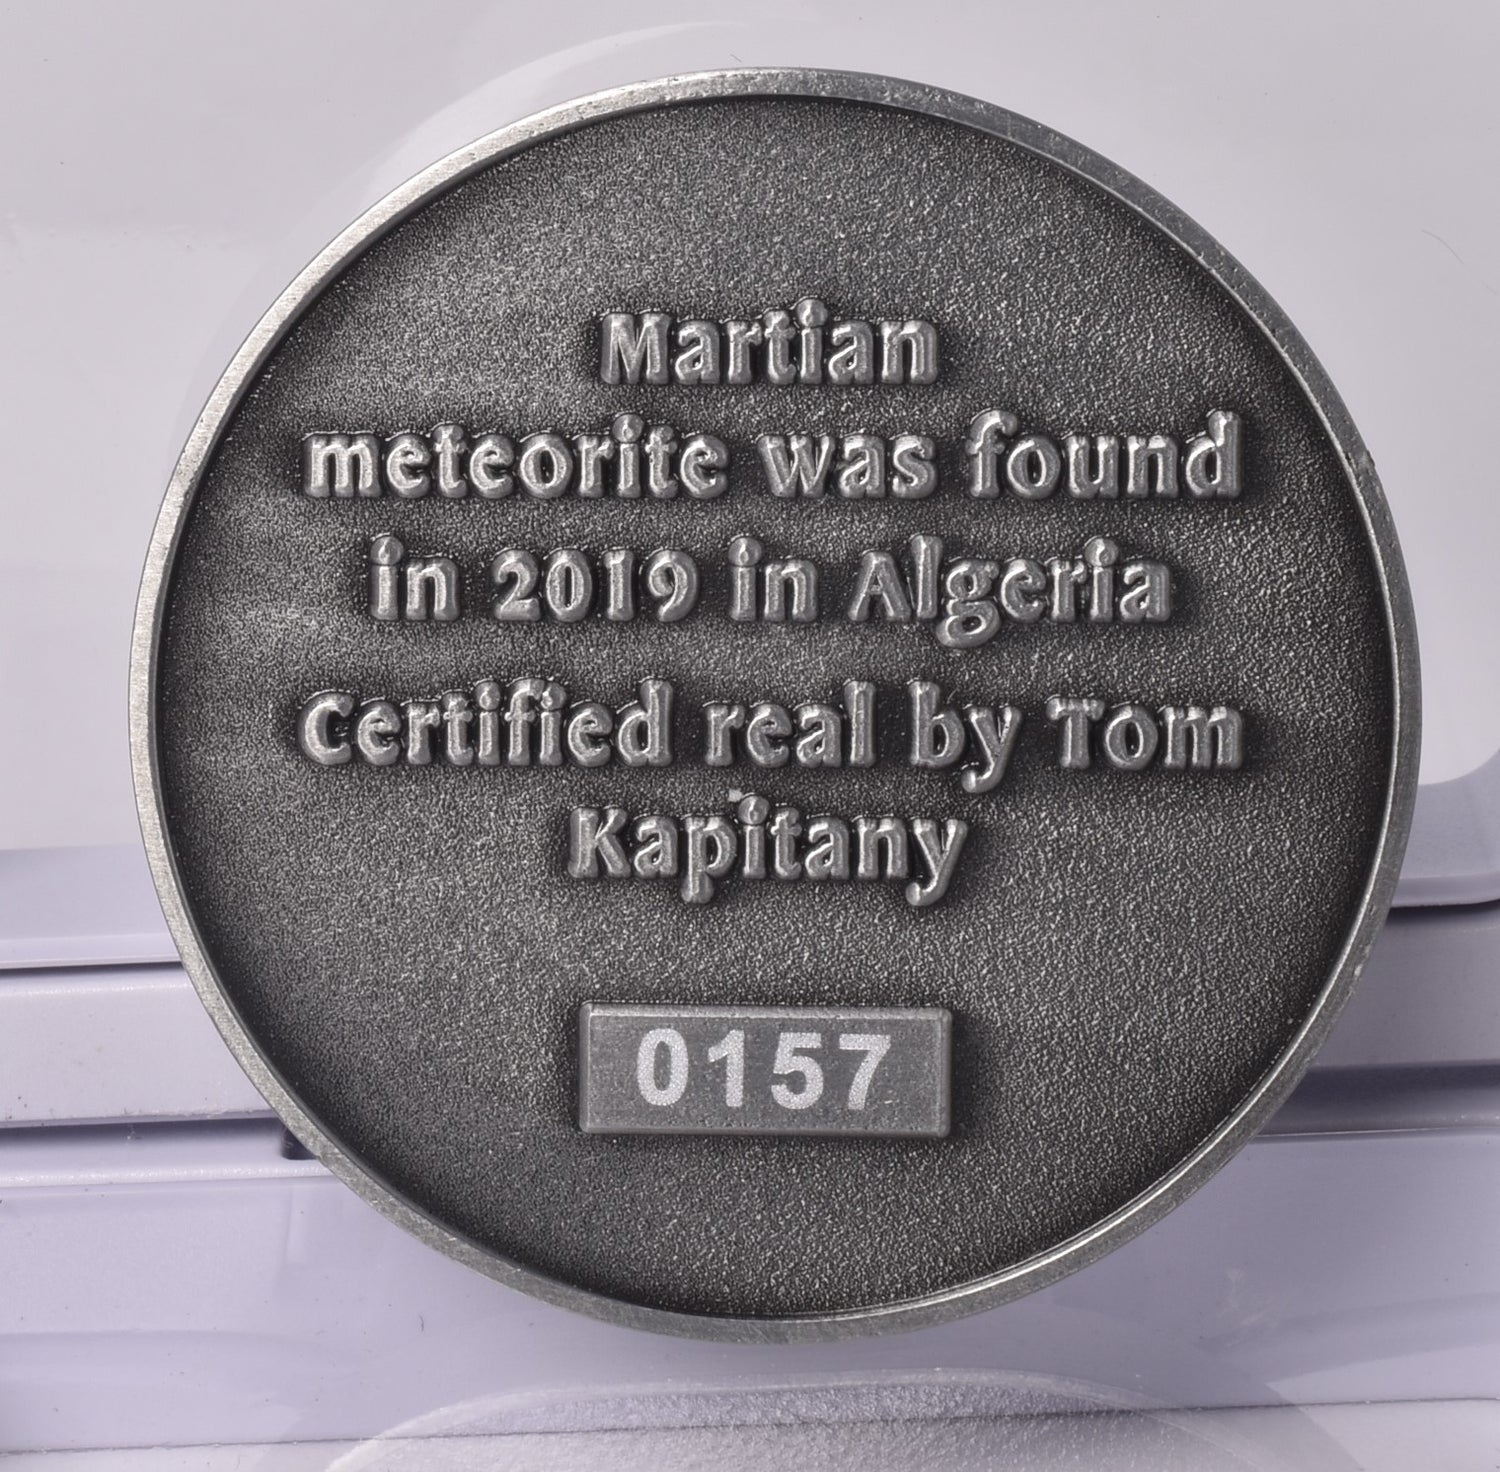 Martian
meteorite was found
in 2019 in Algeria
Certified real by Tom
Kapitany
0157